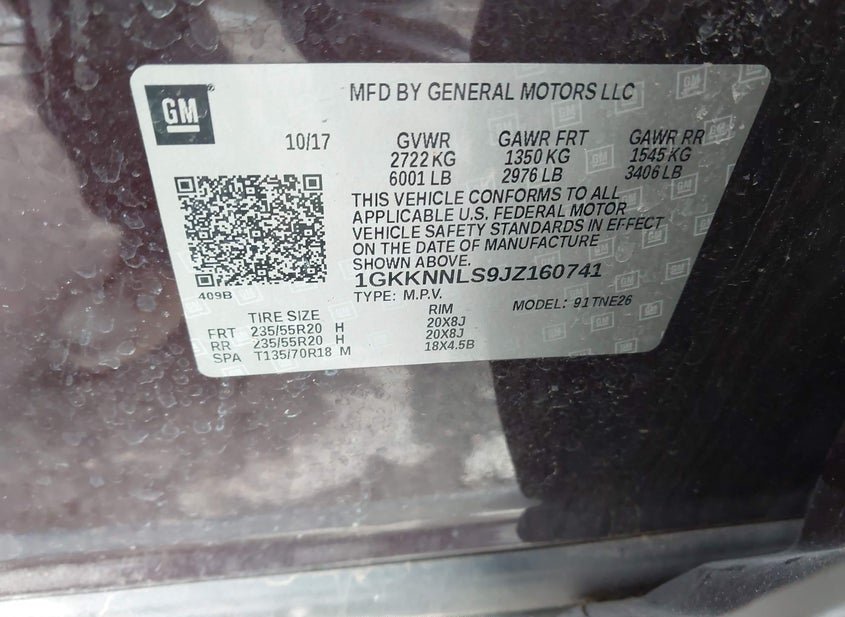 GM
MFD BY GENERAL MOTORS LLC
10/17 GVWR GAWR FRT GAWR RR
2722 KG 1350 KG 1545 KG
6001 LB 2976 LB 3406 LB
THIS VEHICLE CONFORMS TO ALL
APPLICABLE U.S. FEDERAL MOTOR
VEHICLE SAFETY STANDARDS IN EFFECT
ON THE DATE OF MANUFACTURE
SHOWN ABOVE.
1GKKNNLS9JZ160741
409B
TYPE: M.P.V. MODEL: 91TNE26
TIRE SIZE RIM
FRT 235/55R20 H 20X8J
RR 235/55R20 H 20X8J
SPA T135/70R18 M 18X4.5B